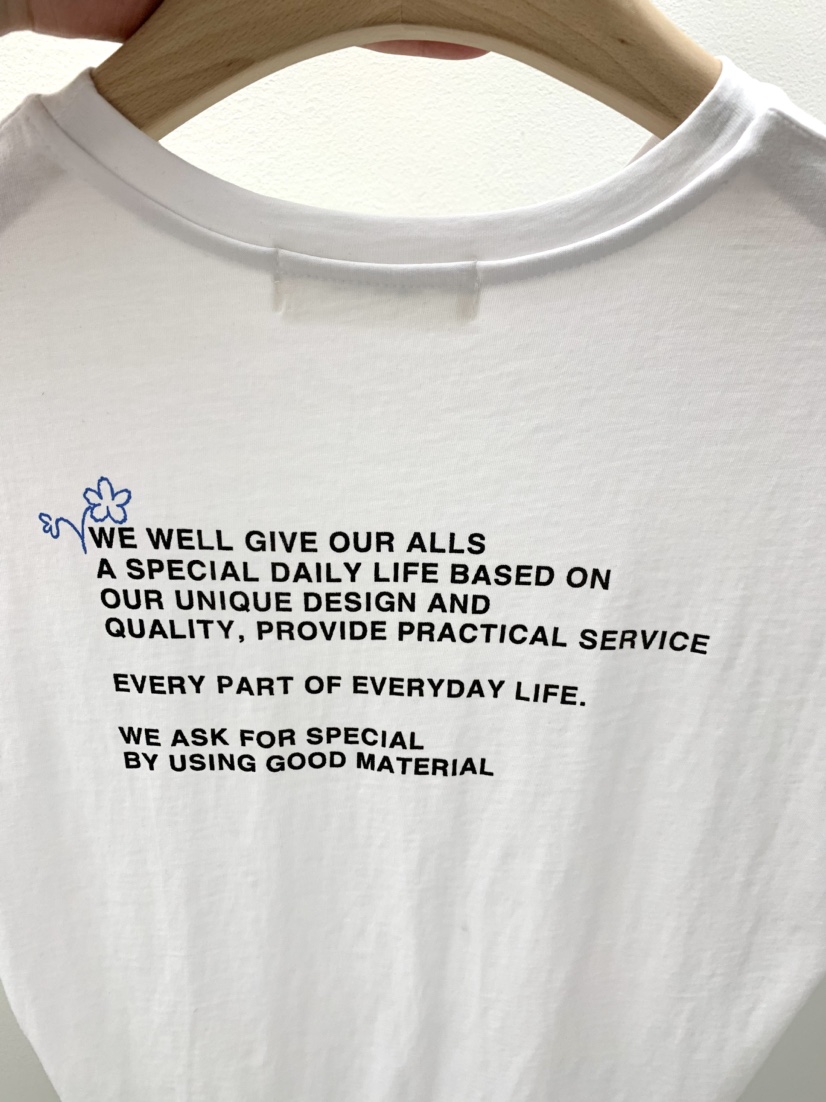 WE WELL GIVE OUR ALLS
A SPECIAL DAILY LIFE BASED ON
OUR UNIQUE DESIGN AND
QUALITY, PROVIDE PRACTICAL SERVICE
EVERY PART OF EVERYDAY LIFE.
WE ASK FOR SPECIAL
BY USING GOOD MATERIAL